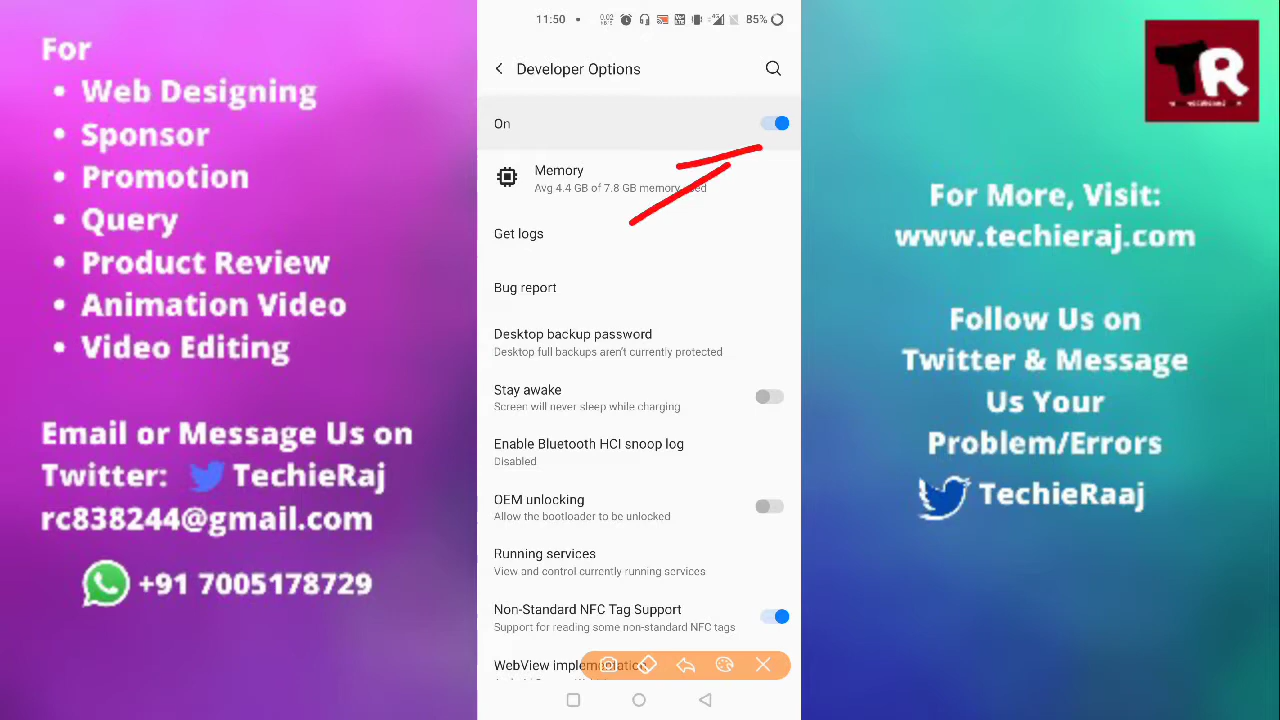 For
• Web Designing
• Sponsor
• Promotion
• Query
• Product Review
• Animation Video
• Video Editing
Email or Message Us on
Twitter: TechieRaj
rc838244@gmail.com
+91 7005178729
11:50
85%
Developer Options
On
Memory
Avg 4.4 GB of 7.8 GB memory used
Get logs
Bug report
Desktop backup password
Desktop full backups aren't currently protected
Stay awake
Screen will never sleep while charging
Enable Bluetooth HCI snoop log
Disabled
OEM unlocking
Allow the bootloader to be unlocked
Running services
View and control currently running services
Non-Standard NFC Tag Support
Support for reading some non-standard NFC tags
WebView implementation
TR
For More, Visit:
www.techieraj.com
Follow Us on
Twitter & Message
Us Your
Problem/Errors
TechieRaaj